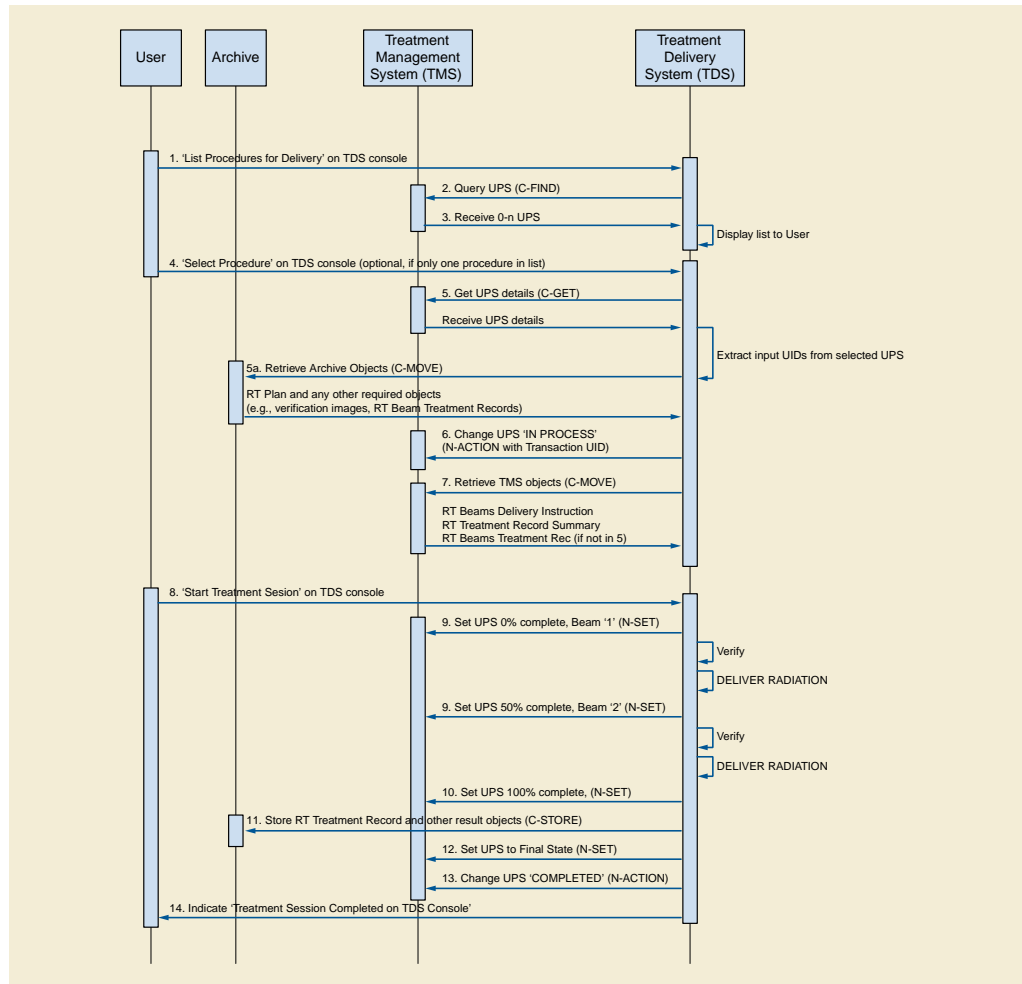 User
Archive
Treatment
Management
System (TMS)
Treatment
Delivery
System (TDS)
1. ‘List Procedures for Delivery’ on TDS console
2. Query UPS (C-FIND)
3. Receive 0-n UPS
Display list to User
4. ‘Select Procedure’ on TDS console (optional, if only one procedure in list)
5. Get UPS details (C-GET)
Receive UPS details
Extract input UIDs from selected UPS
5a. Retrieve Archive Objects (C-MOVE)
RT Plan and any other required objects
(e.g., verification images, RT Beam Treatment Records)
6. Change UPS ‘IN PROCESS’
(N-ACTION with Transaction UID)
7. Retrieve TMS objects (C-MOVE)
RT Beams Delivery Instruction
RT Treatment Record Summary
RT Beams Treatment Rec (if not in 5)
8. ‘Start Treatment Sesion’ on TDS console
9. Set UPS 0% complete, Beam ‘1’ (N-SET)
Verify
DELIVER RADIATION
9. Set UPS 50% complete, Beam ‘2’ (N-SET)
Verify
DELIVER RADIATION
10. Set UPS 100% complete, (N-SET)
11. Store RT Treatment Record and other result objects (C-STORE)
12. Set UPS to Final State (N-SET)
13. Change UPS ‘COMPLETED’ (N-ACTION)
14. Indicate ‘Treatment Session Completed on TDS Console’